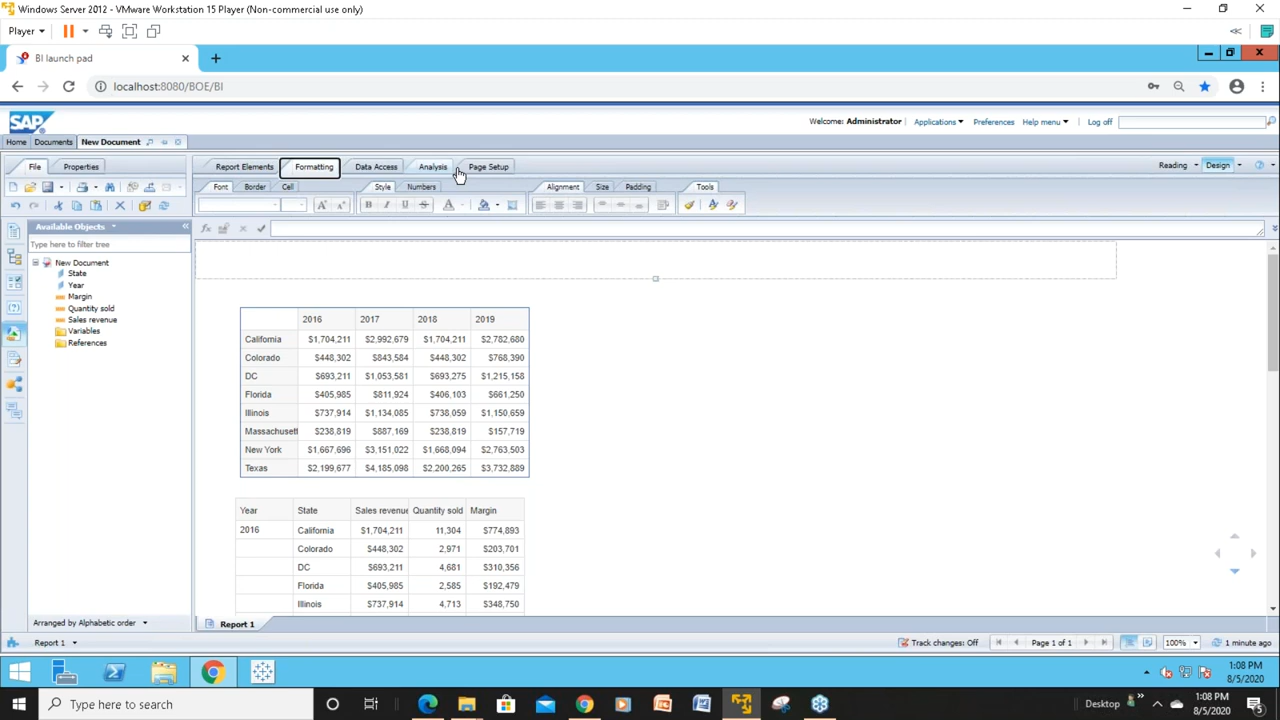 Windows Server 2012 - VMware Workstation 15 Player (Non-commercial use only)
Player
BI launch pad
localhost:8080/BOE/BI
SAP
Welcome: Administrator
Applications
Preferences
Help menu
Log off
Home
Documents
New Document
File
Properties
Report Elements
Formatting
Data Access
Analysis
Page Setup
Reading
Design
Font
Border
Cell
Style
Numbers
Alignment
Size
Padding
Tools
Available Objects
Type here to filter tree
New Document
State
Year
Margin
Quantity sold
Sales revenue
Variables
References
2016 2017 2018 2019
California $1,704,211 $2,992,679 $1,704,211 $2,782,680
Colorado $448,302 $843,584 $448,302 $768,390
DC $693,211 $1,053,581 $693,275 $1,215,158
Florida $405,985 $811,924 $406,103 $661,250
Illinois $737,914 $1,134,085 $738,059 $1,150,659
Massachusett $238,819 $887,169 $238,819 $157,719
New York $1,667,696 $3,151,022 $1,668,094 $2,763,503
Texas $2,199,677 $4,185,098 $2,200,265 $3,732,889
Year State Sales revenue Quantity sold Margin
2016 California $1,704,211 11,304 $774,893
Colorado $448,302 2,971 $203,701
DC $693,211 4,681 $310,356
Florida $405,985 2,585 $192,479
Illinois $737,914 4,713 $348,750
Arranged by Alphabetic order
Report 1
Report 1
Track changes: Off
Page 1 of 1
100%
1 minute ago
1:08 PM
8/5/2020
Type here to search
Desktop
1:08 PM
8/5/2020